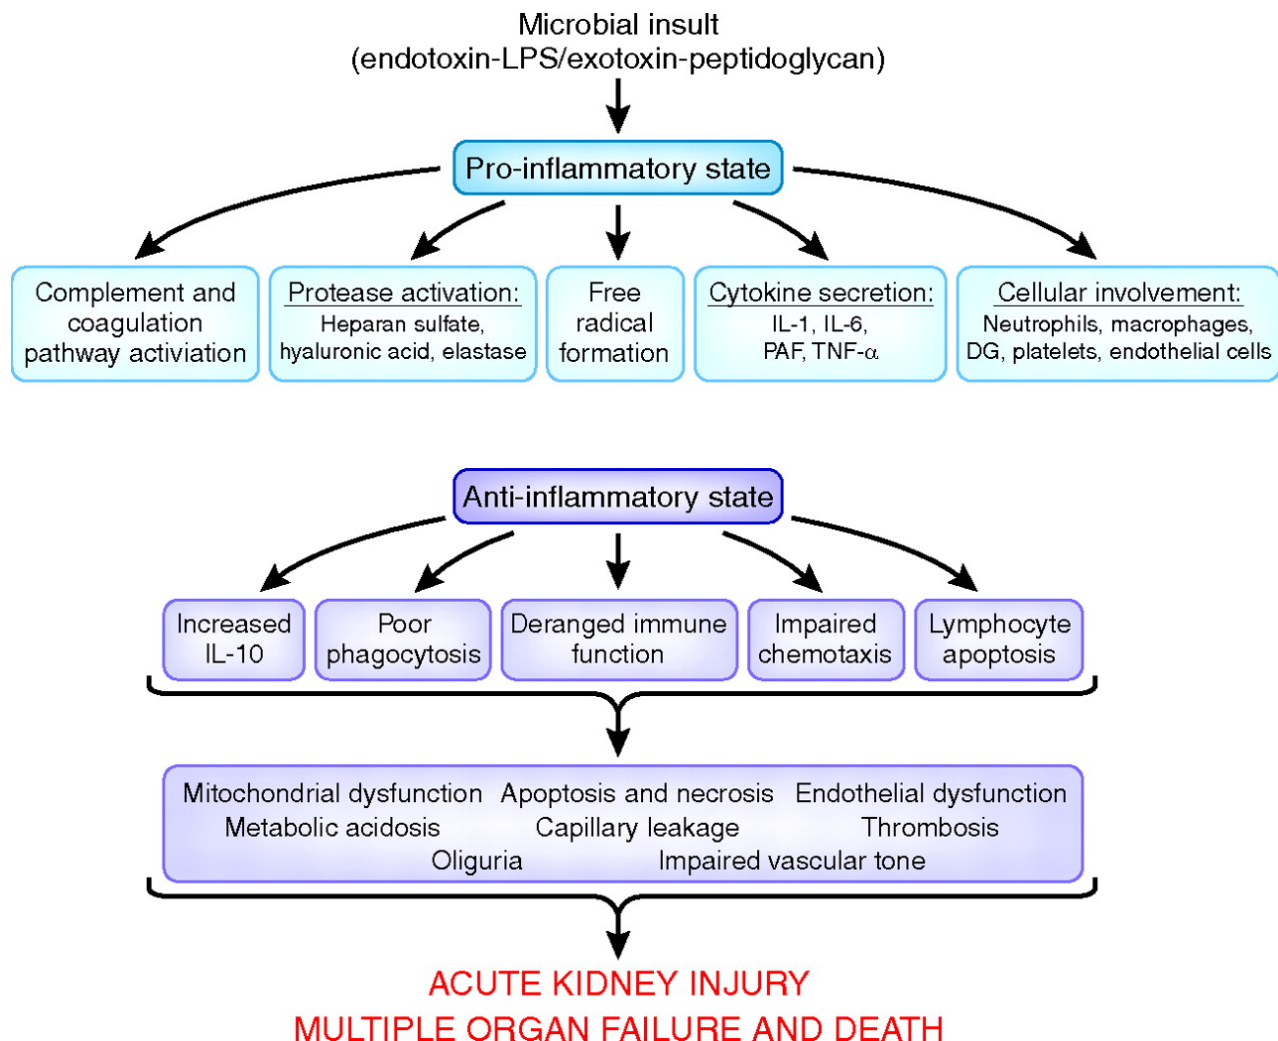 Microbial insult
(endotoxin-LPS/exotoxin-peptidoglycan)
Pro-inflammatory state
Complement and
coagulation
pathway activiation
Protease activation:
Heparan sulfate,
hyaluronic acid, elastase
Free
radical
formation
Cytokine secretion:
IL-1, IL-6,
PAF, TNF-α
Cellular involvement:
Neutrophils, macrophages,
DG, platelets, endothelial cells
Anti-inflammatory state
Increased
IL-10
Poor
phagocytosis
Deranged immune
function
Impaired
chemotaxis
Lymphocyte
apoptosis
Mitochondrial dysfunction Apoptosis and necrosis Endothelial dysfunction
Metabolic acidosis Capillary leakage Thrombosis
Oliguria Impaired vascular tone
ACUTE KIDNEY INJURY
MULTIPLE ORGAN FAILURE AND DEATH